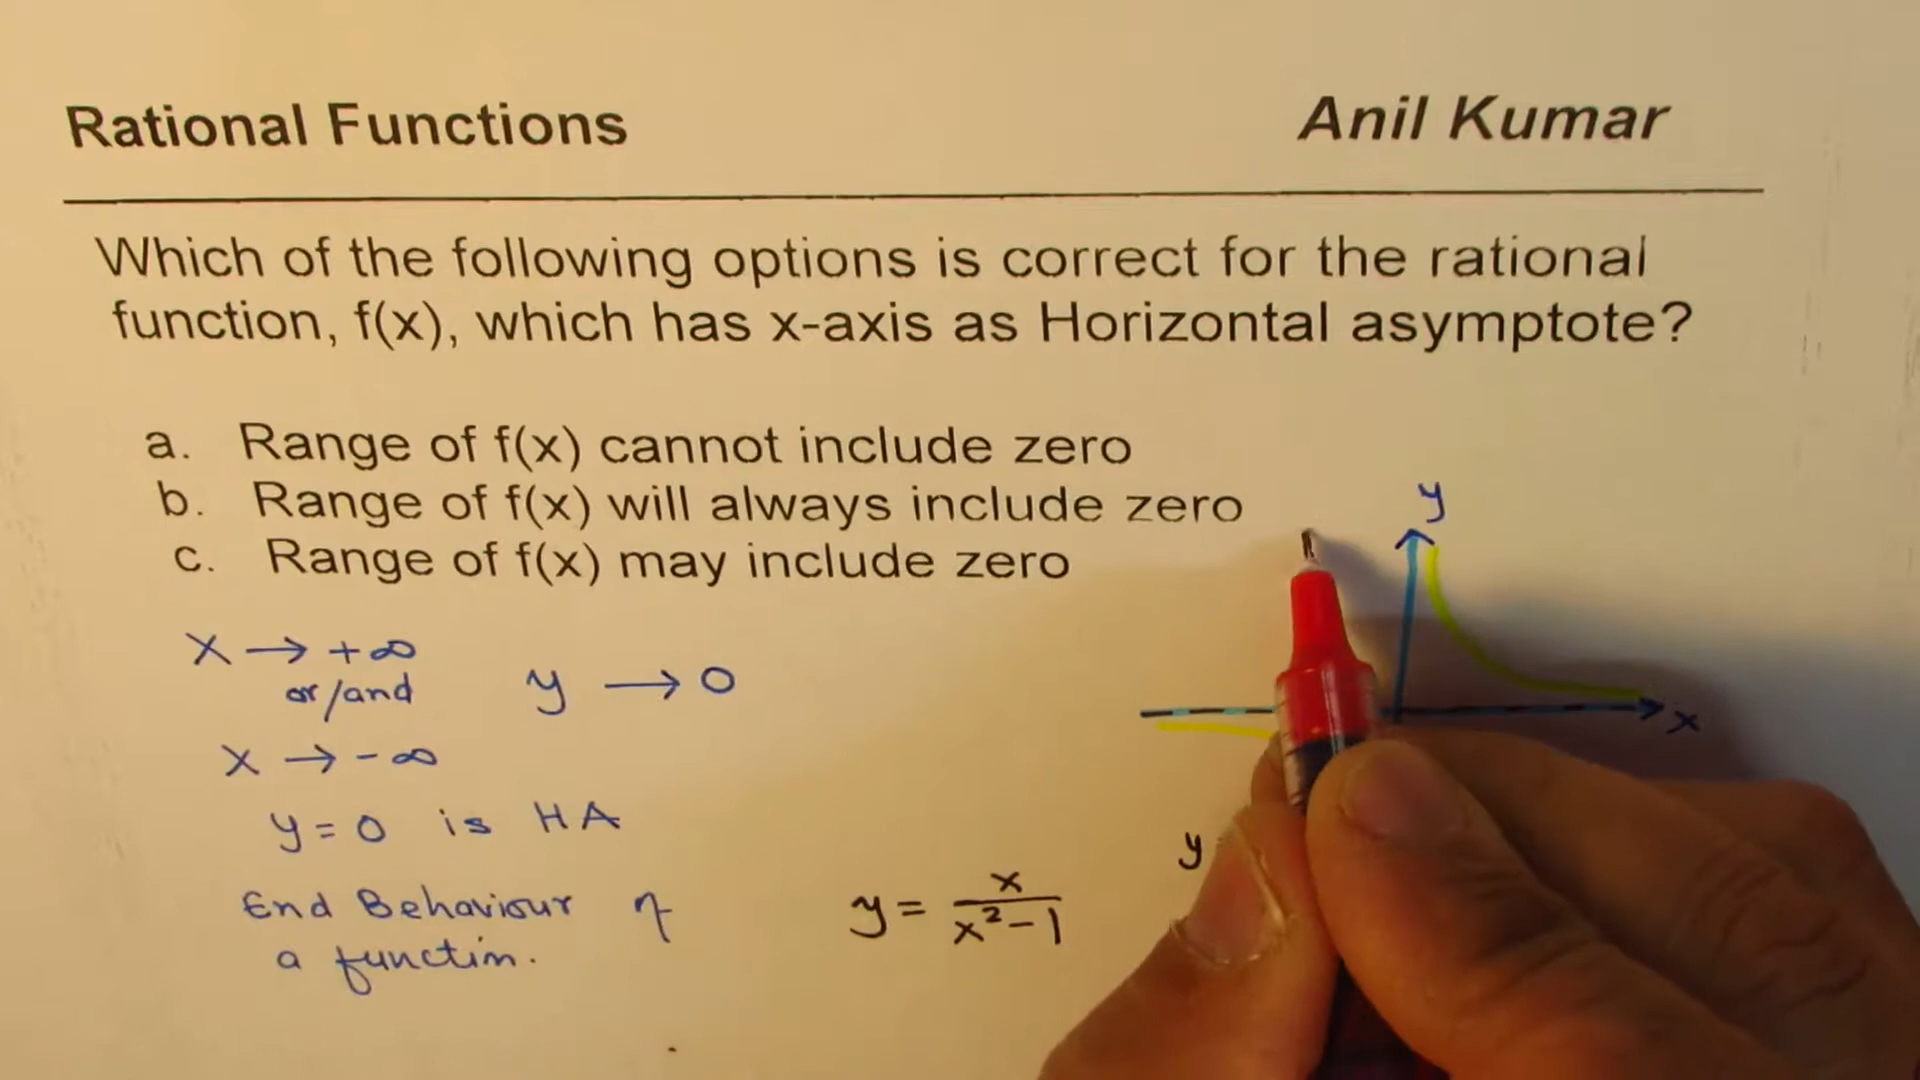 Rational Functions
Anil Kumar
Which of the following options is correct for the rational
function, f(x), which has x-axis as Horizontal asymptote?
a. Range of f(x) cannot include zero
b. Range of f(x) will always include zero
c. Range of f(x) may include zero
y
x
x → +∞
or/and
y → 0
x → -∞
y = 0 is HA
End Behaviour of
a function.
y = x/(x² - 1)
y